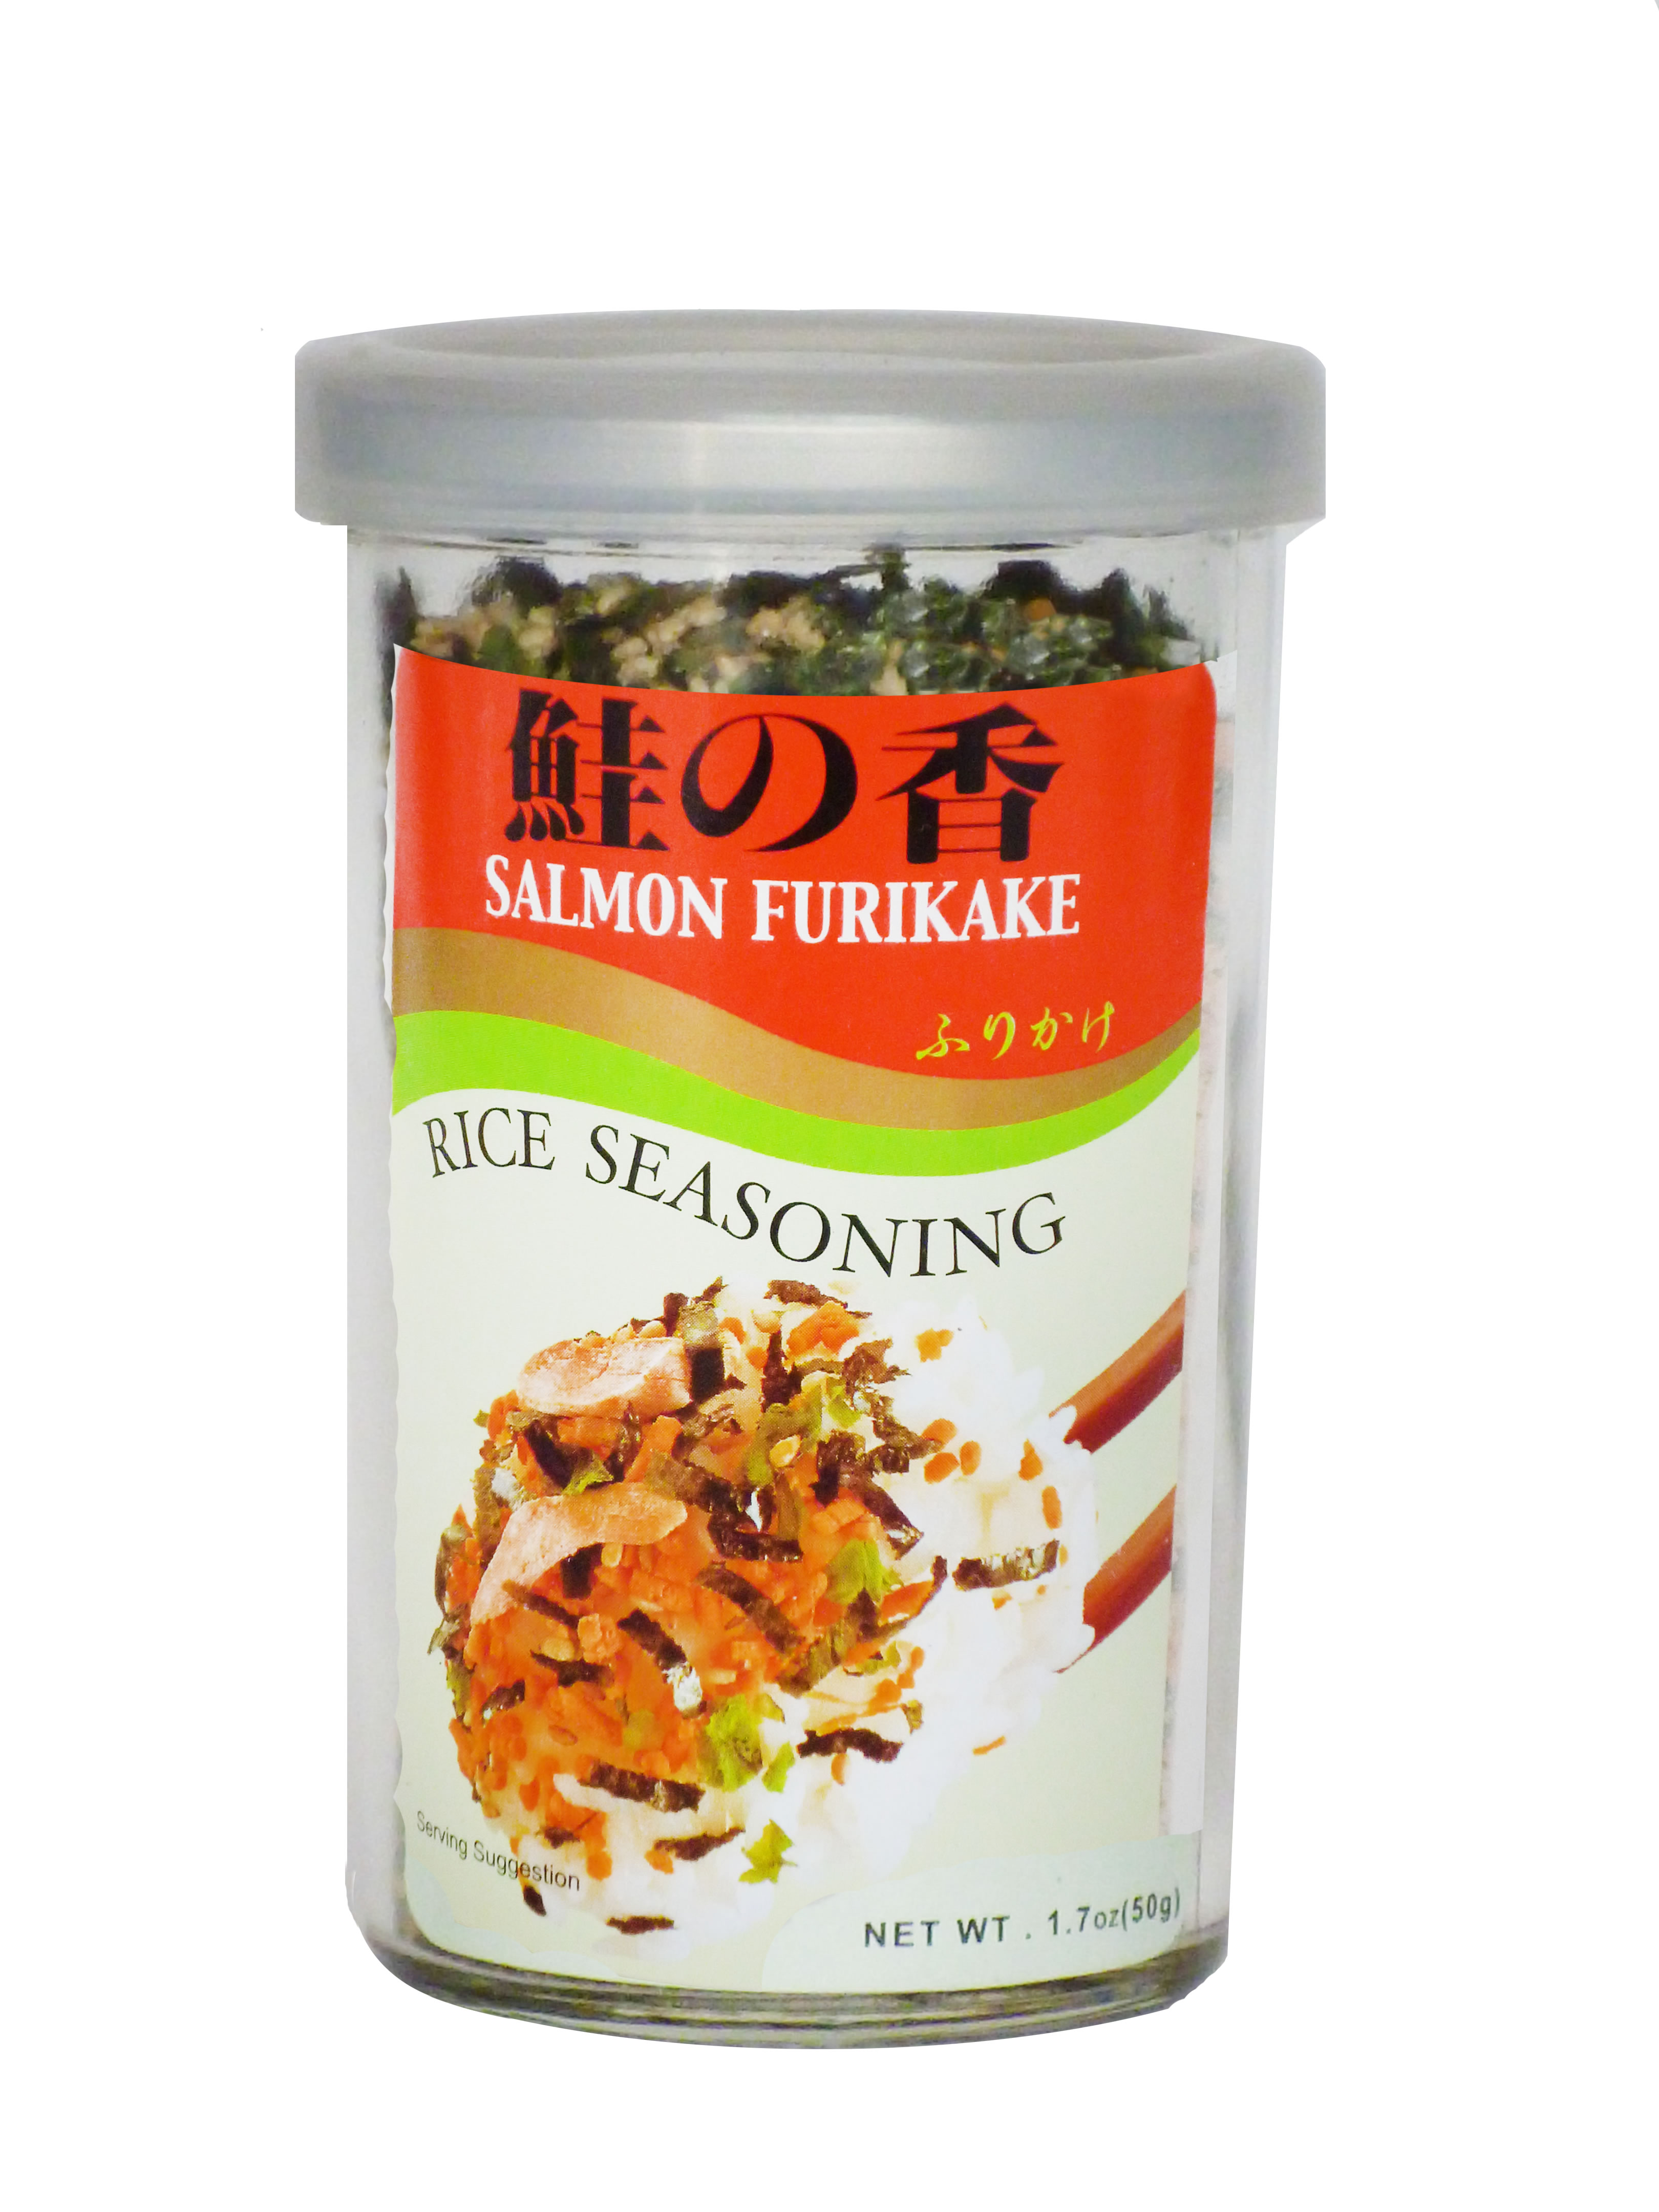 鮭の香
SALMON FURIKAKE
ふりかけ
RICE SEASONING
Serving Suggestion
NET WT . 1.7oz(50g)